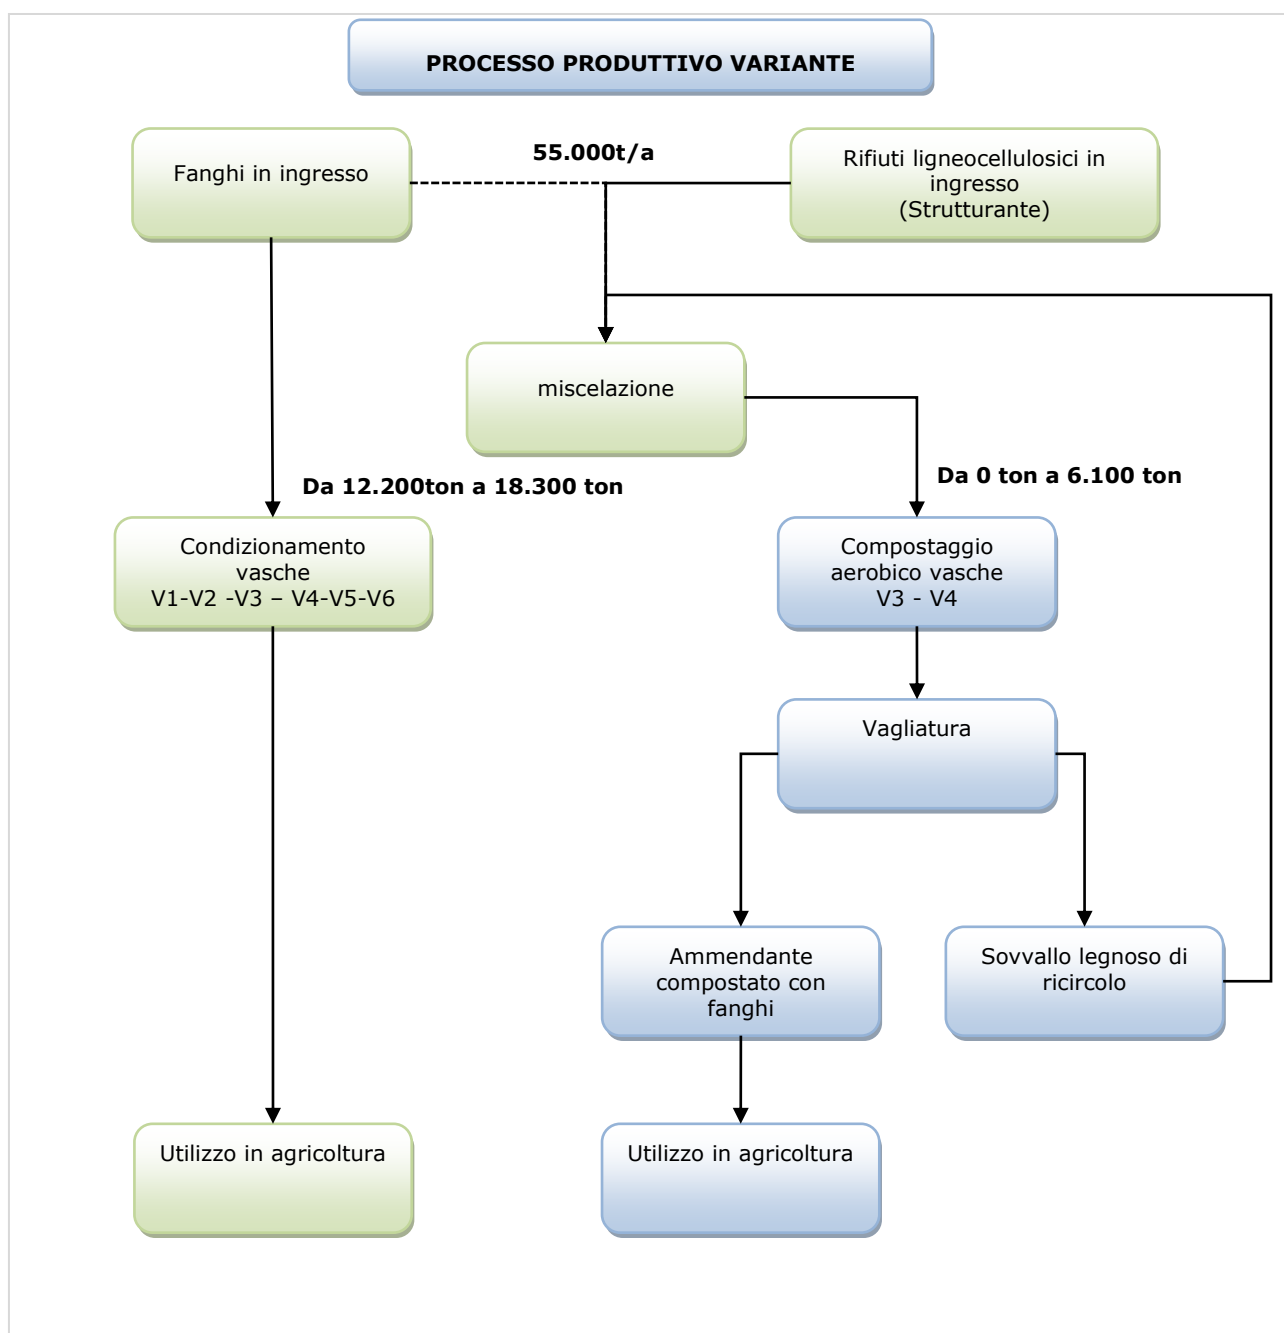 PROCESSO PRODUTTIVO VARIANTE
Fanghi in ingresso
55.000t/a
Rifiuti ligneocellulosici in
ingresso
(Strutturante)
miscelazione
Da 12.200ton a 18.300 ton
Da 0 ton a 6.100 ton
Condizionamento
vasche
V1-V2 -V3 – V4-V5-V6
Compostaggio
aerobico vasche
V3 - V4
Vagliatura
Ammendante
compostato con
fanghi
Sovvallo legnoso di
ricircolo
Utilizzo in agricoltura
Utilizzo in agricoltura